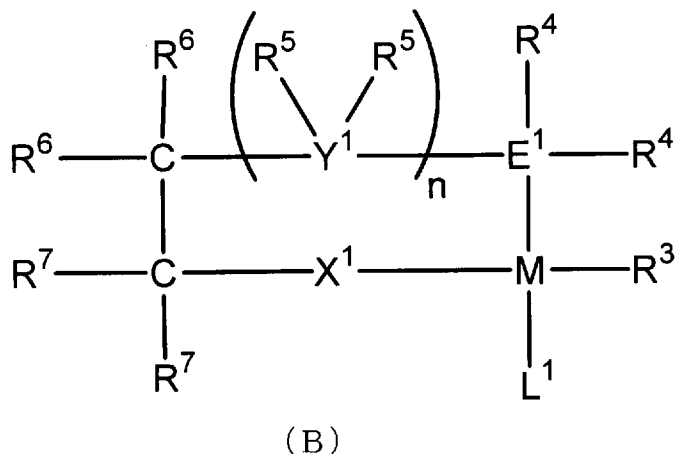 R⁶ R⁵ R⁵ R⁴
R⁶ C Y¹ n E¹ R⁴
R⁷ C X¹ M R³
R⁷ L¹
（B）